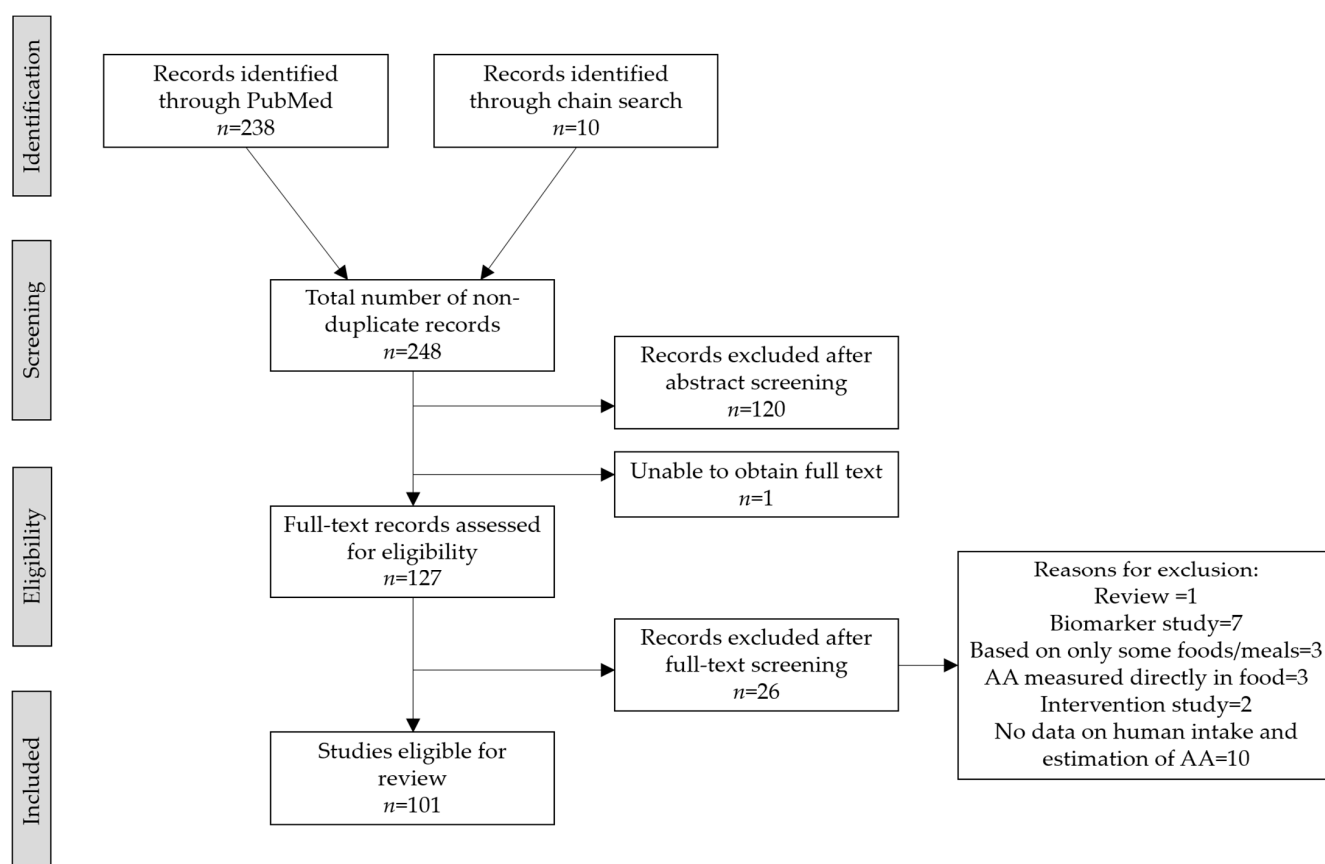 Identification
Records identified
through PubMed
n=238
Records identified
through chain search
n=10
Screening
Total number of non-
duplicate records
n=248
Records excluded after
abstract screening
n=120
Eligibility
Unable to obtain full text
n=1
Full-text records assessed
for eligibility
n=127
Records excluded after
full-text screening
n=26
Reasons for exclusion:
Review =1
Biomarker study=7
Based on only some foods/meals=3
AA measured directly in food=3
Intervention study=2
No data on human intake and
estimation of AA=10
Included
Studies eligible for
review
n=101